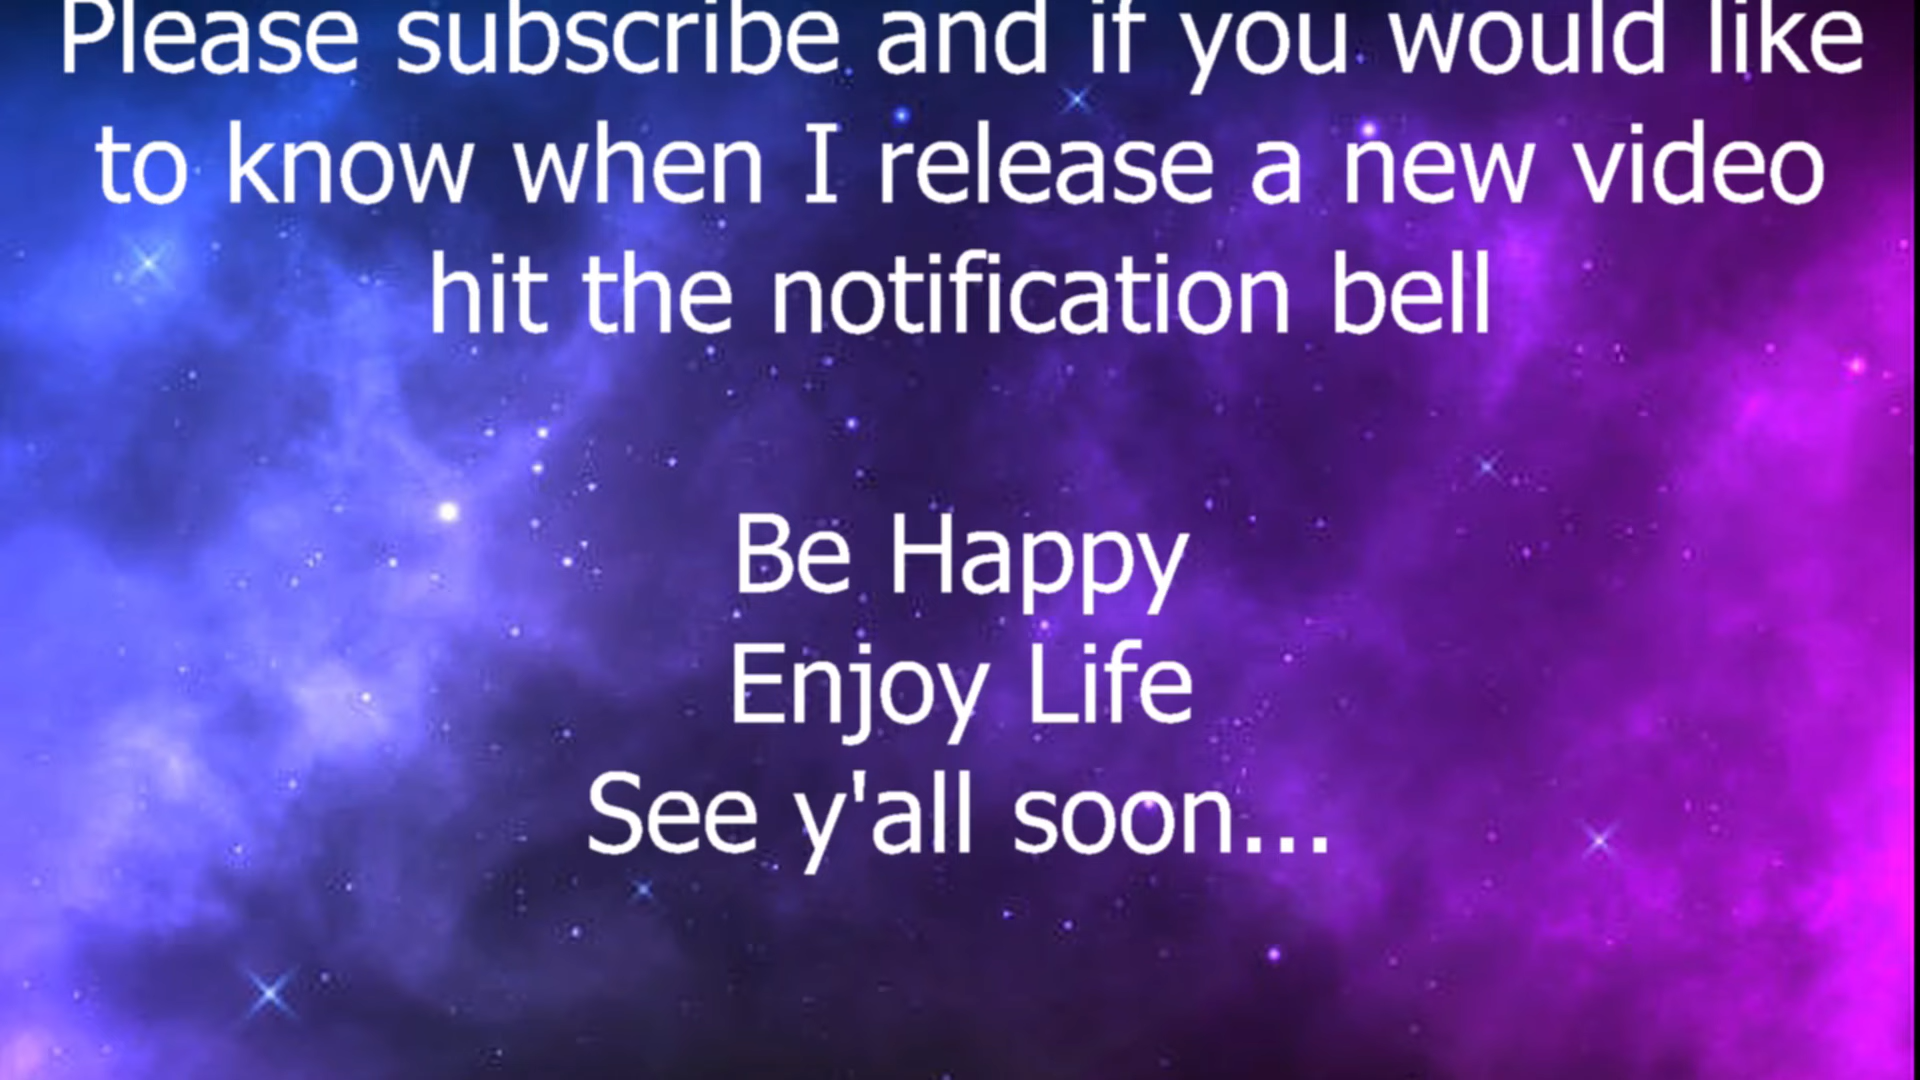 Please subscribe and if you would like
to know when I release a new video
hit the notification bell
Be Happy
Enjoy Life
See y'all soon...